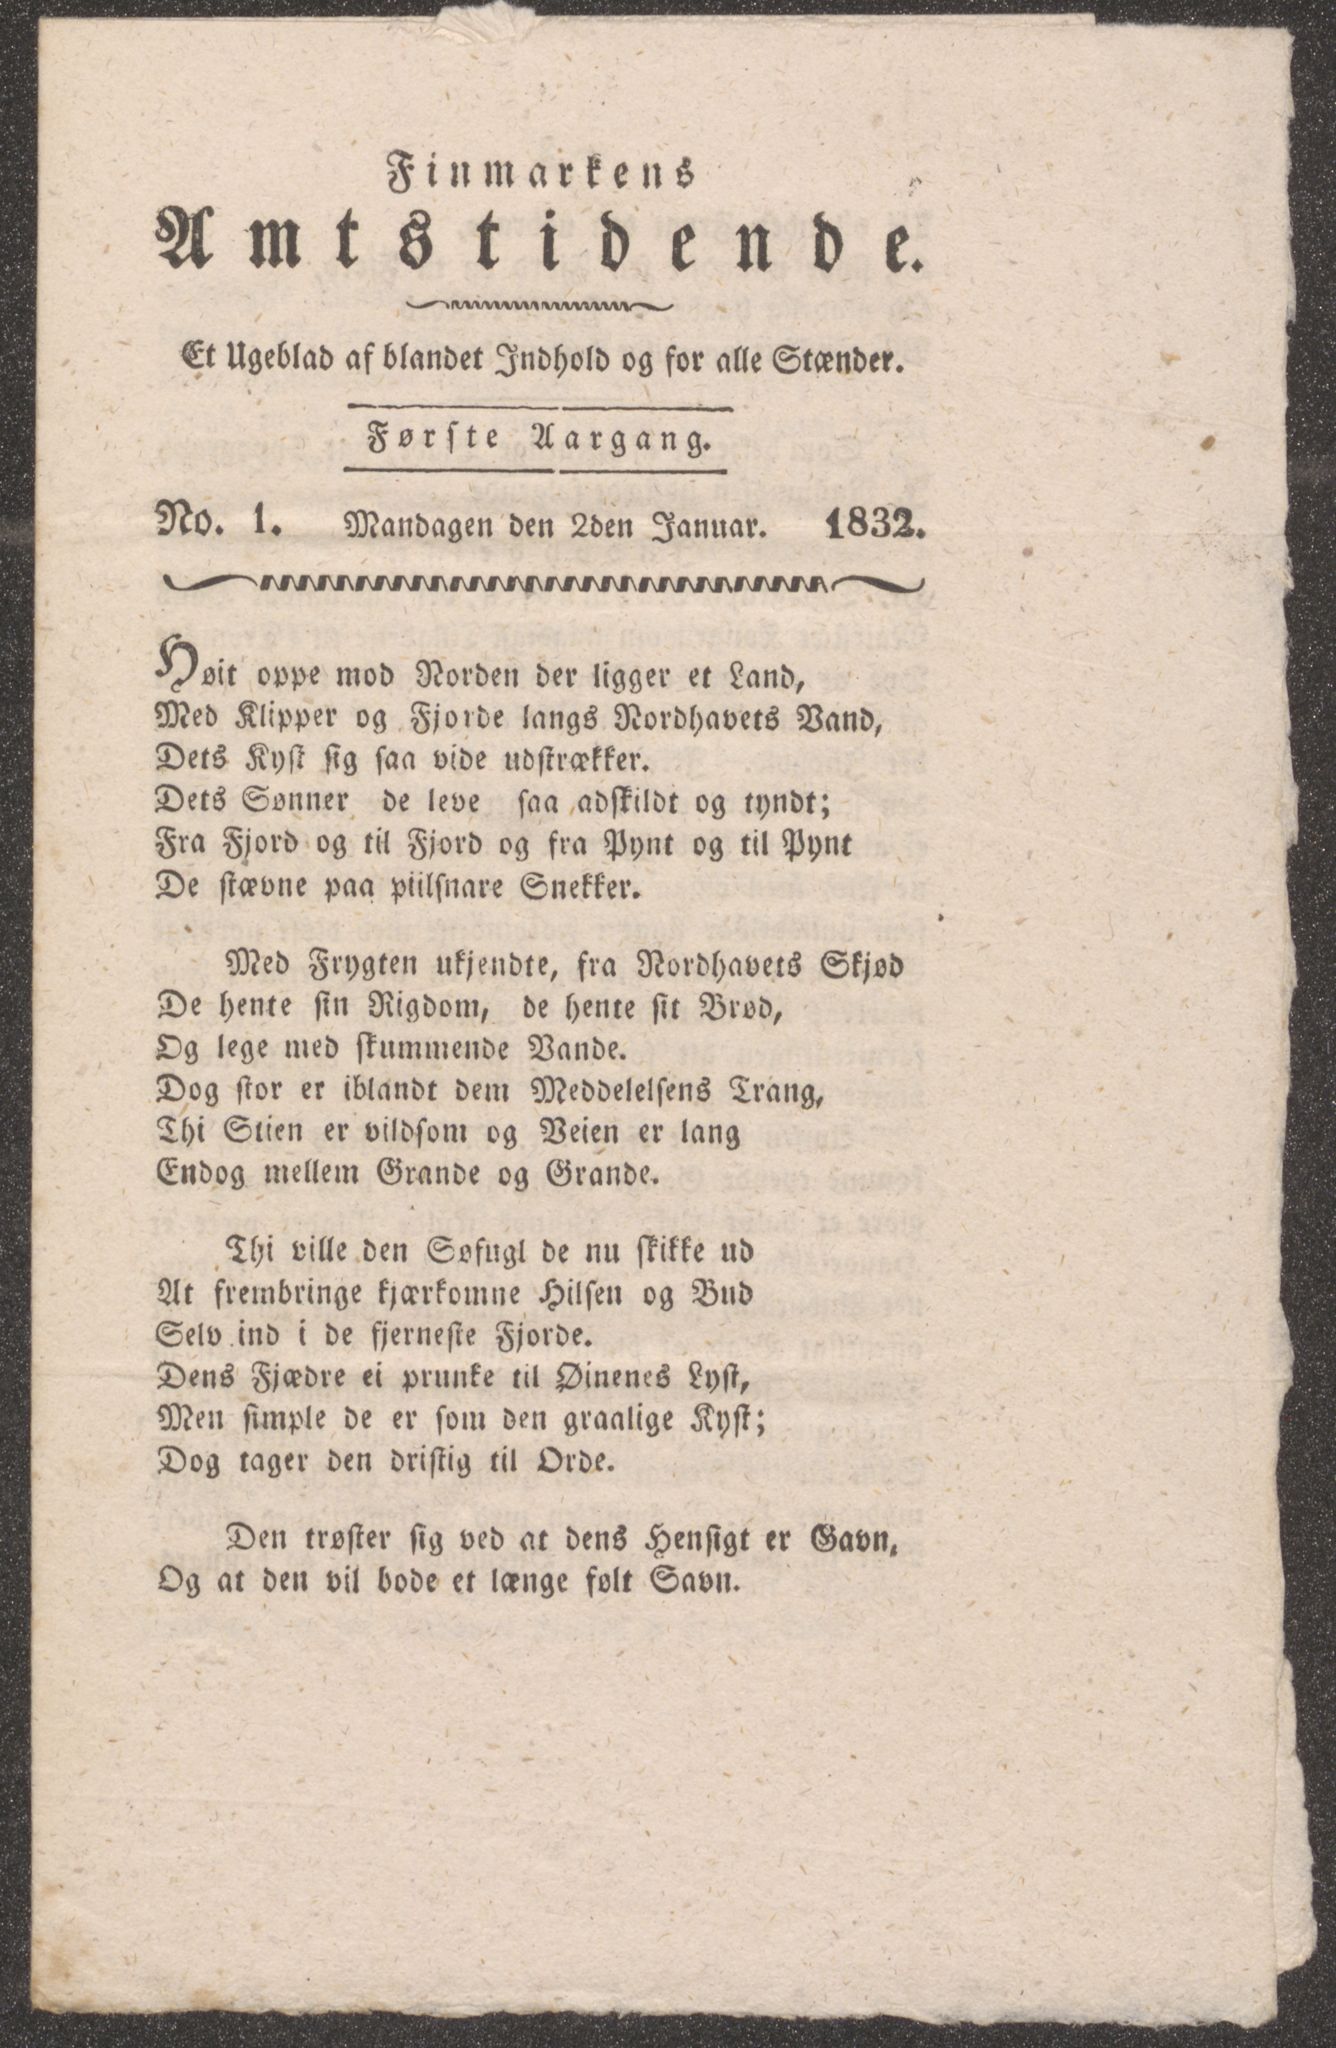 Finmarkens
Amtstidende.
Et Ugeblad af blandet Indhold og for alle Stænder.
Første Aargang.
No. 1. Mandagen den 2den Januar. 1832.
Høit oppe mod Norden der ligger et Land,
Med Klipper og Fjorde langs Nordhavets Vand,
Dets Kyst sig saa vide udstrækker.
Dets Sønner de leve saa adskildt og tyndt;
Fra Fjord og til Fjord og fra Pynt og til Pynt
De stævne paa piilsnare Snekker.
Med Frygten ukjendte, fra Nordhavets Skjød
De hente sin Rigdom, de hente sit Brød,
Og lege med skummende Vande.
Dog stor er iblandt dem Meddelelsens Trang,
Thi Stien er vildsom og Veien er lang
Endog mellem Grande og Grande.
Thi ville den Søfugl de nu skikke ud
At frembringe kjærkomne Hilsen og Bud
Selv ind i de fjerneste Fjorde.
Dens Fjædre ei prunke til Øinenes Lyst,
Men simple de er som den graalige Kyst;
Dog tager den dristig til Orde.
Den trøster sig ved at dens Hensigt er Gavn,
Og at den vil bode et længe følt Savn.